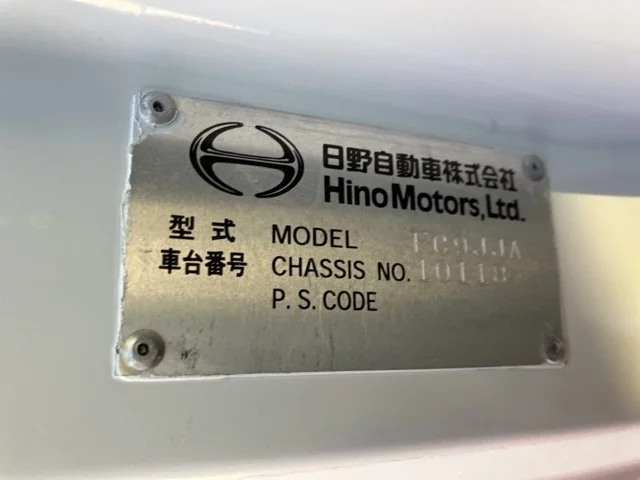 日野自動車株式会社
Hino Motors, Ltd.
型式 MODEL FC9JJA
車台番号 CHASSIS NO.
P. S. CODE